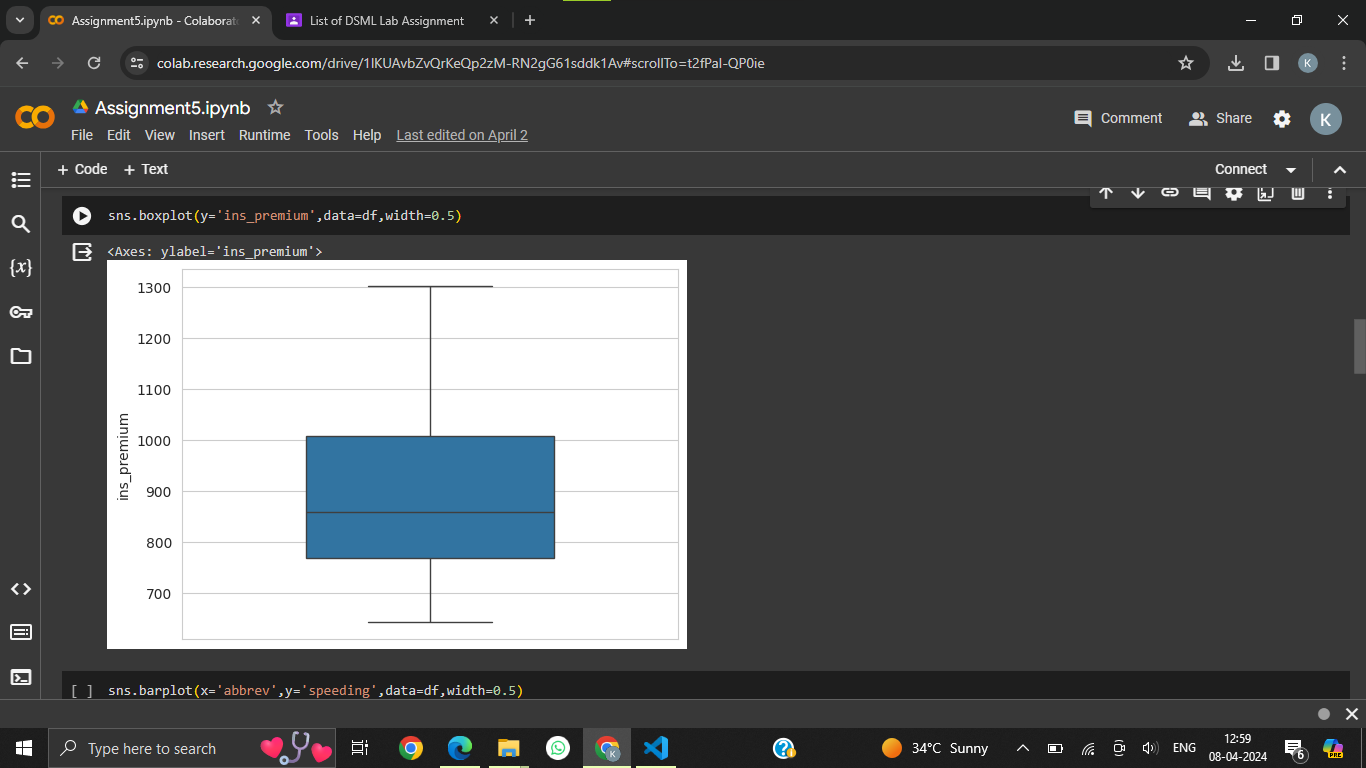 Assignment5.ipynb - Colaborat
List of DSML Lab Assignment
colab.research.google.com/drive/1lKUAvbZvQrKeQp2zM-RN2gG61sddk1Av#scrollTo=t2fPaI-QP0ie
K
Assignment5.ipynb
File Edit View Insert Runtime Tools Help Last edited on April 2
Comment Share K
+ Code + Text
Connect
sns.boxplot(y='ins_premium',data=df,width=0.5)
{x}
<Axes: ylabel='ins_premium'>
1300
1200
1100
1000
900
800
700
ins_premium
[ ] sns.barplot(x='abbrev',y='speeding',data=df,width=0.5)
Type here to search
K
34°C Sunny
ENG
12:59
08-04-2024
6
PRE